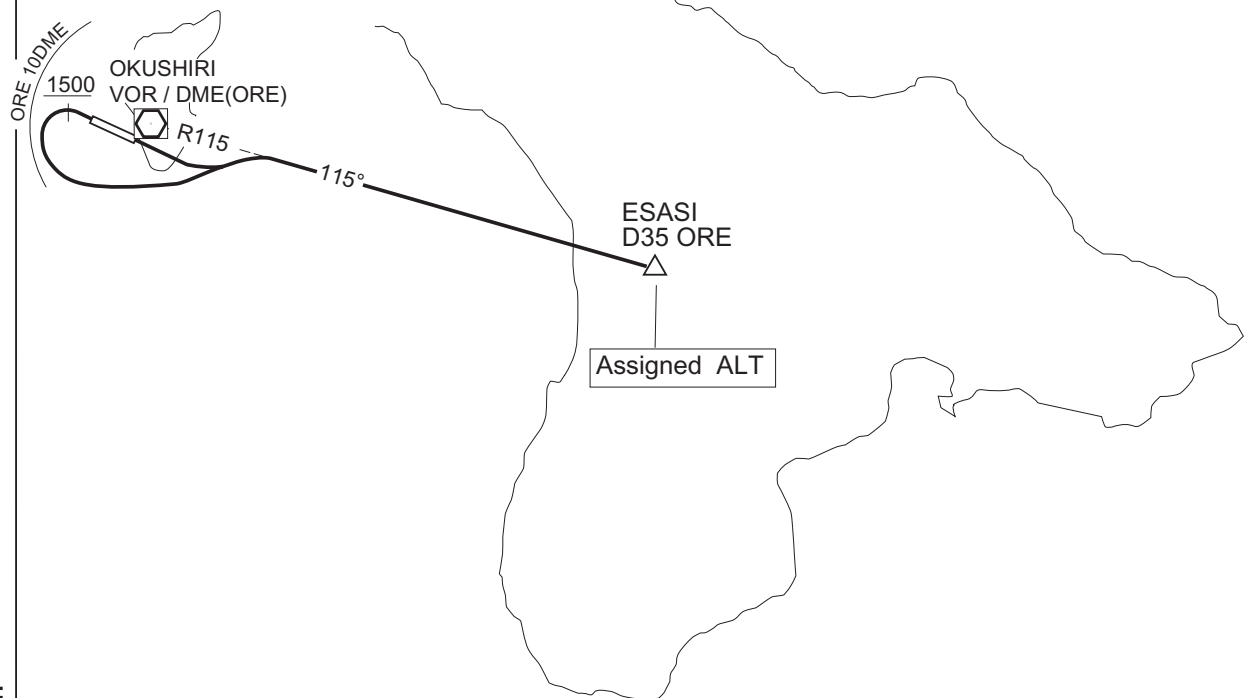 ORE 10DME
1500
OKUSHIRI
VOR / DME(ORE)
R115
115°
ESASI
D35 ORE
Assigned ALT